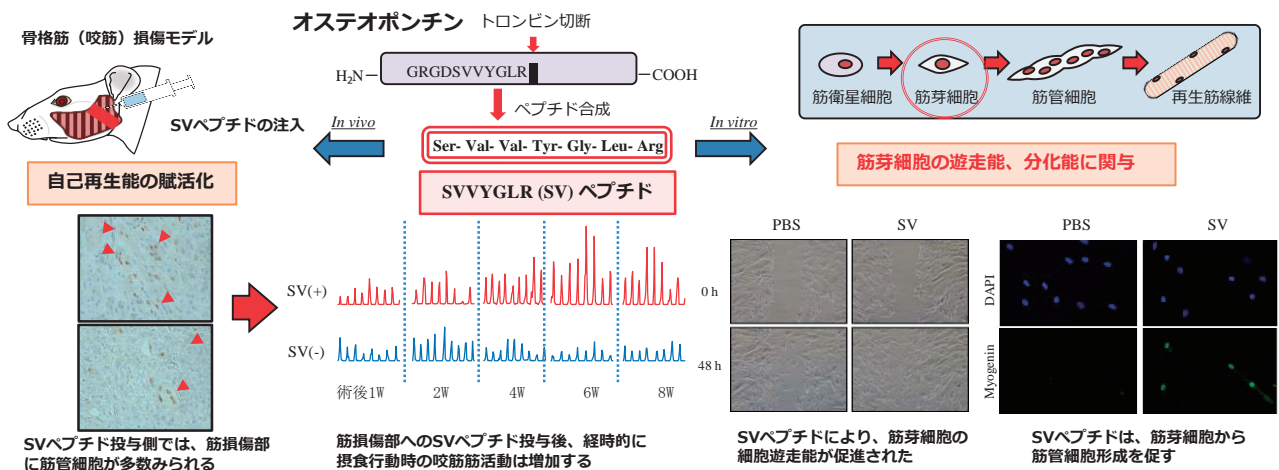 骨格筋（咬筋）損傷モデル
SVペプチドの注入
自己再生能の賦活化
オステオポンチン
トロンビン切断
H₂N
GRGDSVVYGLR
COOH
ペプチド合成
In vivo
In vitro
Ser- Val- Val- Tyr- Gly- Leu- Arg
SVVYGLR (SV) ペプチド
筋衛星細胞
筋芽細胞
筋管細胞
再生筋線維
筋芽細胞の遊走能、分化能に関与
SV(+)
SV(-)
術後1W
2W
4W
6W
8W
PBS
SV
0 h
48 h
PBS
SV
DAPI
Myogenin
SVペプチド投与側では、筋損傷部
に筋管細胞が多数みられる
筋損傷部へのSVペプチド投与後、経時的に
摂食行動時の咬筋筋活動は増加する
SVペプチドにより、筋芽細胞の
細胞遊走能が促進された
SVペプチドは、筋芽細胞から
筋管細胞形成を促す